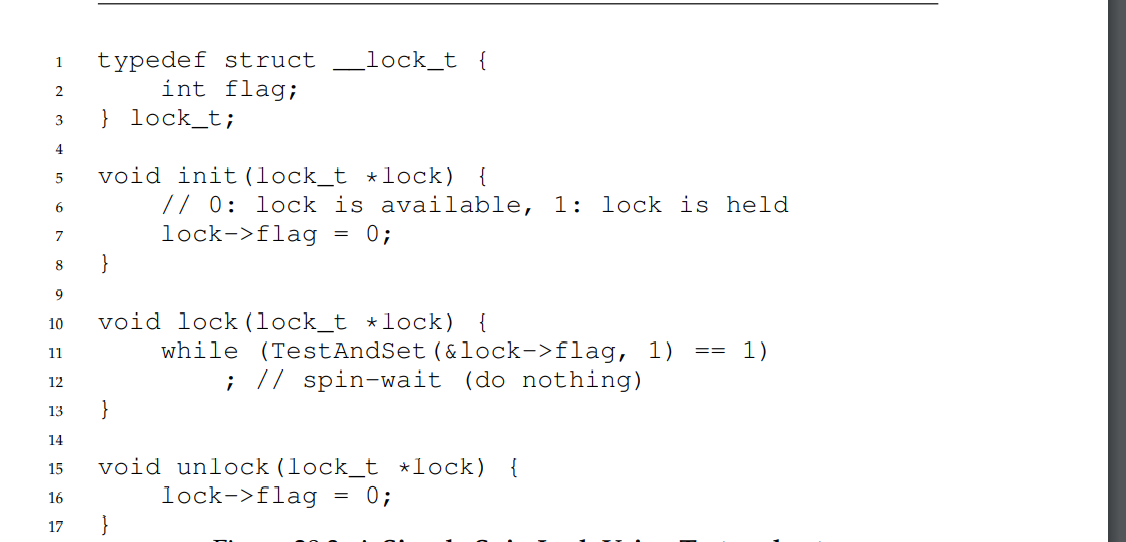 1 typedef struct __lock_t {
2 int flag;
3 } lock_t;
4
5 void init(lock_t *lock) {
6 // 0: lock is available, 1: lock is held
7 lock->flag = 0;
8 }
9
10 void lock(lock_t *lock) {
11 while (TestAndSet(&lock->flag, 1) == 1)
12 ; // spin-wait (do nothing)
13 }
14
15 void unlock(lock_t *lock) {
16 lock->flag = 0;
17 }